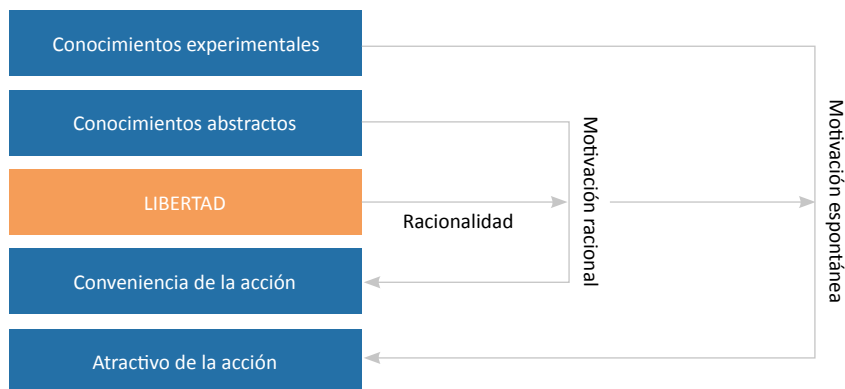 Conocimientos experimentales
Conocimientos abstractos
LIBERTAD
Racionalidad
Conveniencia de la acción
Atractivo de la acción
Motivación racional
Motivación espontánea